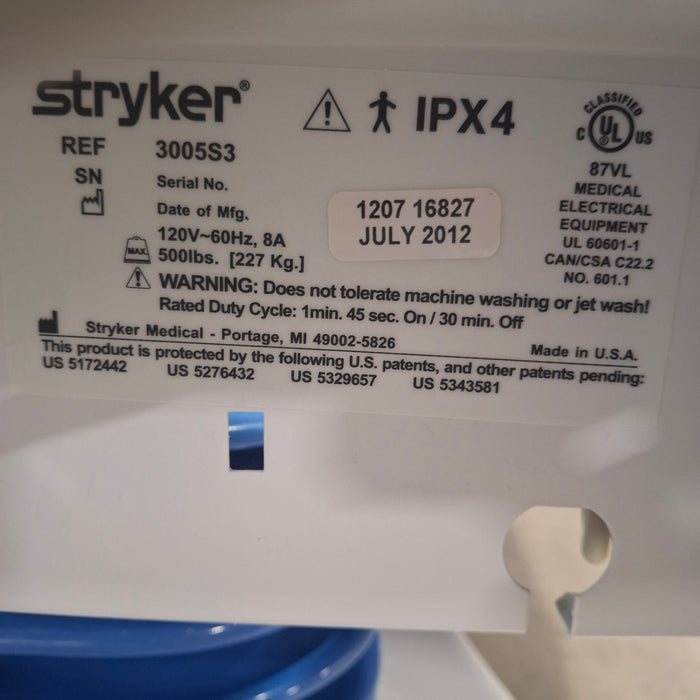 stryker®
IPX4
REF 3005S3
SN Serial No.
Date of Mfg.
1207 16827
JULY 2012
120V~60Hz, 8A
MAX 500lbs. [227 Kg.]
WARNING: Does not tolerate machine washing or jet wash!
Rated Duty Cycle: 1min. 45 sec. On / 30 min. Off
CLASSIFIED
C UL ® US
87VL
MEDICAL
ELECTRICAL
EQUIPMENT
UL 60601-1
CAN/CSA C22.2
NO. 601.1
Stryker Medical - Portage, MI 49002-5826 Made in U.S.A.
This product is protected by the following U.S. patents, and other patents pending:
US 5172442 US 5276432 US 5329657 US 5343581